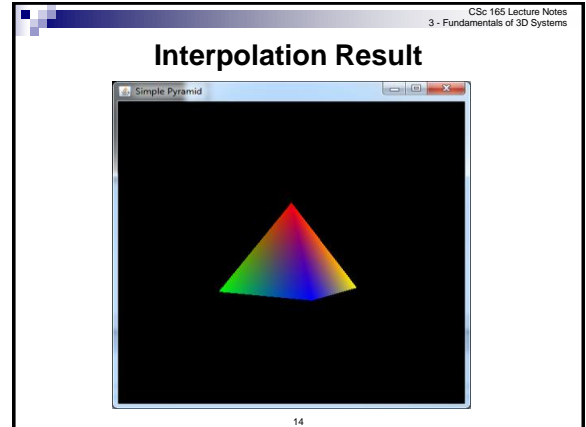 CSc 165 Lecture Notes
3 - Fundamentals of 3D Systems
Interpolation Result
Simple Pyramid
14